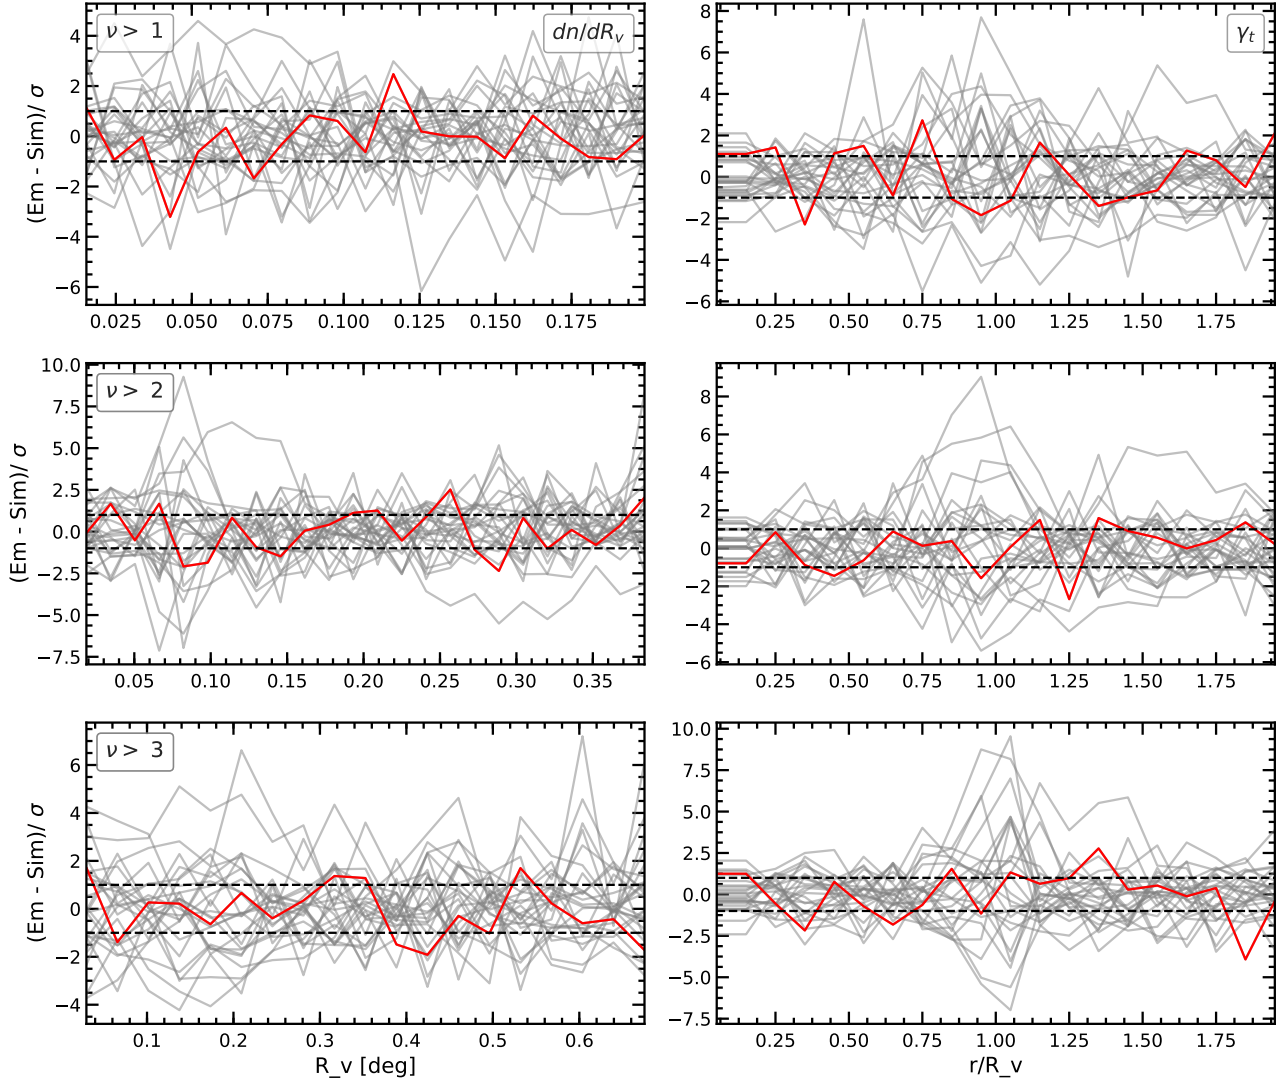 ν > 1
dn/dR_v
γ_t
(Em - Sim)/ σ
4
2
0
−2
−4
−6
0.025 0.050 0.075 0.100 0.125 0.150 0.175
8
6
4
2
0
−2
−4
−6
0.25 0.50 0.75 1.00 1.25 1.50 1.75
ν > 2
(Em - Sim)/ σ
10.0
7.5
5.0
2.5
0.0
−2.5
−5.0
−7.5
0.05 0.10 0.15 0.20 0.25 0.30 0.35
8
6
4
2
0
−2
−4
−6
0.25 0.50 0.75 1.00 1.25 1.50 1.75
ν > 3
(Em - Sim)/ σ
6
4
2
0
−2
−4
0.1 0.2 0.3 0.4 0.5 0.6
R_v [deg]
10.0
7.5
5.0
2.5
0.0
−2.5
−5.0
−7.5
0.25 0.50 0.75 1.00 1.25 1.50 1.75
r/R_v